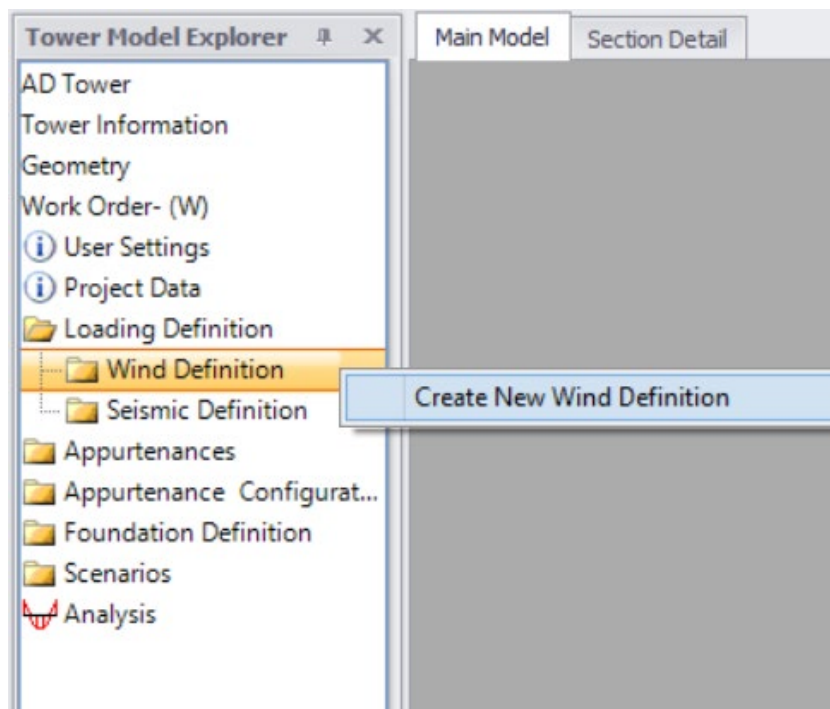 Tower Model Explorer
Main Model
Section Detail
AD Tower
Tower Information
Geometry
Work Order- (W)
User Settings
Project Data
Loading Definition
Wind Definition
Create New Wind Definition
Seismic Definition
Appurtenances
Appurtenance Configurat...
Foundation Definition
Scenarios
Analysis